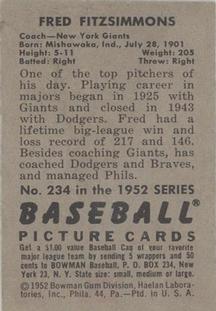 FRED FITZSIMMONS
Coach—New York Giants
Born: Mishawaka, Ind., July 28, 1901
Height: 5-11 Weight: 205
Batted: Right Threw: Right
One of the top pitchers of
his day. Playing career in
majors began in 1925 with
Giants and closed in 1943
with Dodgers. Fred had a
lifetime big-league win and
loss record of 217 and 146.
Besides coaching Giants, has
coached Dodgers and Braves,
and managed Phils.
No. 234 in the 1952 SERIES
BASEBALL®
PICTURE CARDS
Get a $1.00 value Baseball Cap of your favorite
major league team by sending 5 wrappers and 50
cents to BOWMAN Baseball, P. O. BOX 234, New
York 23, N. Y. State size: small, medium or large.
©1952 Bowman Gum Division, Haelan Labora-
tories, Inc., Phila. 44, Pa.—Ptd. in U. S. A.